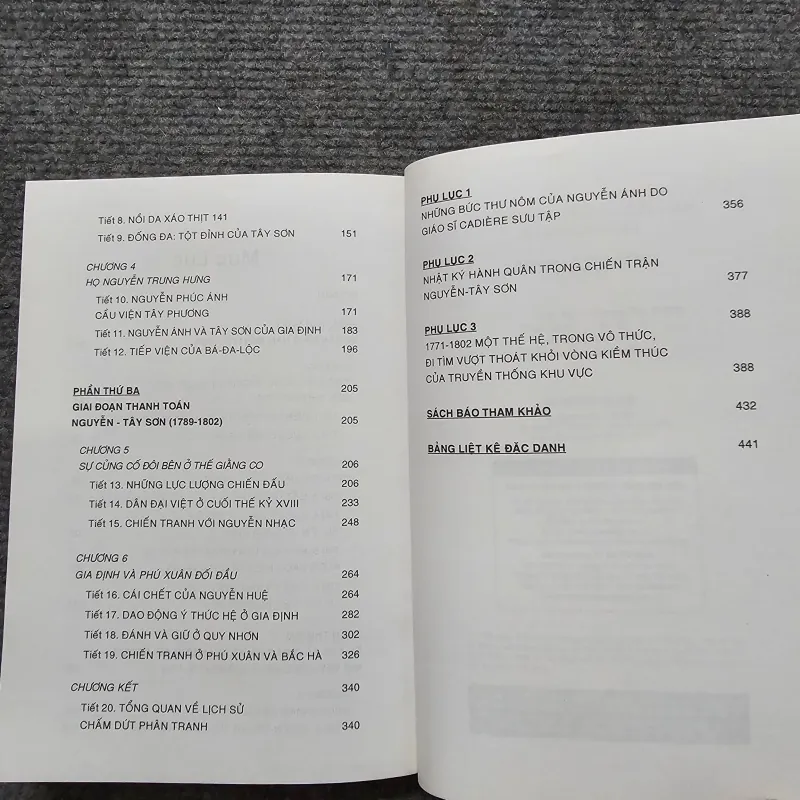 Tiết 8. NỒI DA XÁO THỊT 141
Tiết 9. ĐỐNG ĐA: TỘT ĐỈNH CỦA TÂY SƠN 151
CHƯƠNG 4
HỌ NGUYỄN TRUNG HƯNG 171
Tiết 10. NGUYỄN PHÚC ÁNH
CẦU VIỆN TÂY PHƯƠNG 171
Tiết 11. NGUYỄN ÁNH VÀ TÂY SƠN CỦA GIA ĐỊNH 183
Tiết 12. TIẾP VIỆN CỦA BÁ-ĐA-LỘC 196
PHẦN THỨ BA 205
GIAI ĐOẠN THANH TOÁN
NGUYỄN - TÂY SƠN (1789-1802) 205
CHƯƠNG 5
SỰ CỦNG CỐ ĐÔI BÊN Ở THẾ GIẰNG CO 206
Tiết 13. NHỮNG LỰC LƯỢNG CHIẾN ĐẤU 206
Tiết 14. DÂN ĐẠI VIỆT Ở CUỐI THẾ KỶ XVIII 233
Tiết 15. CHIẾN TRANH VỚI NGUYỄN NHẠC 248
CHƯƠNG 6
GIA ĐỊNH VÀ PHÚ XUÂN ĐỐI ĐẦU 264
Tiết 16. CÁI CHẾT CỦA NGUYỄN HUỆ 264
Tiết 17. DAO ĐỘNG Ý THỨC HỆ Ở GIA ĐỊNH 282
Tiết 18. ĐÁNH VÀ GIỮ Ở QUY NHƠN 302
Tiết 19. CHIẾN TRANH Ở PHÚ XUÂN VÀ BẮC HÀ 326
CHƯƠNG KẾT 340
Tiết 20. TỔNG QUAN VỀ LỊCH SỬ
CHẤM DỨT PHÂN TRANH 340
PHỤ LỤC 1
NHỮNG BỨC THƯ NÔM CỦA NGUYỄN ÁNH DO 356
GIÁO SĨ CADIÈRE SƯU TẬP
PHỤ LỤC 2
NHẬT KÝ HÀNH QUÂN TRONG CHIẾN TRẬN 377
NGUYỄN-TÂY SƠN
PHỤ LỤC 3 388
1771-1802 MỘT THẾ HỆ, TRONG VÔ THỨC,
ĐI TÌM VƯỢT THOÁT KHỎI VÒNG KIỀM THÚC
CỦA TRUYỀN THỐNG KHU VỰC 388
SÁCH BÁO THAM KHẢO 432
BẢNG LIỆT KÊ ĐẶC DANH 441